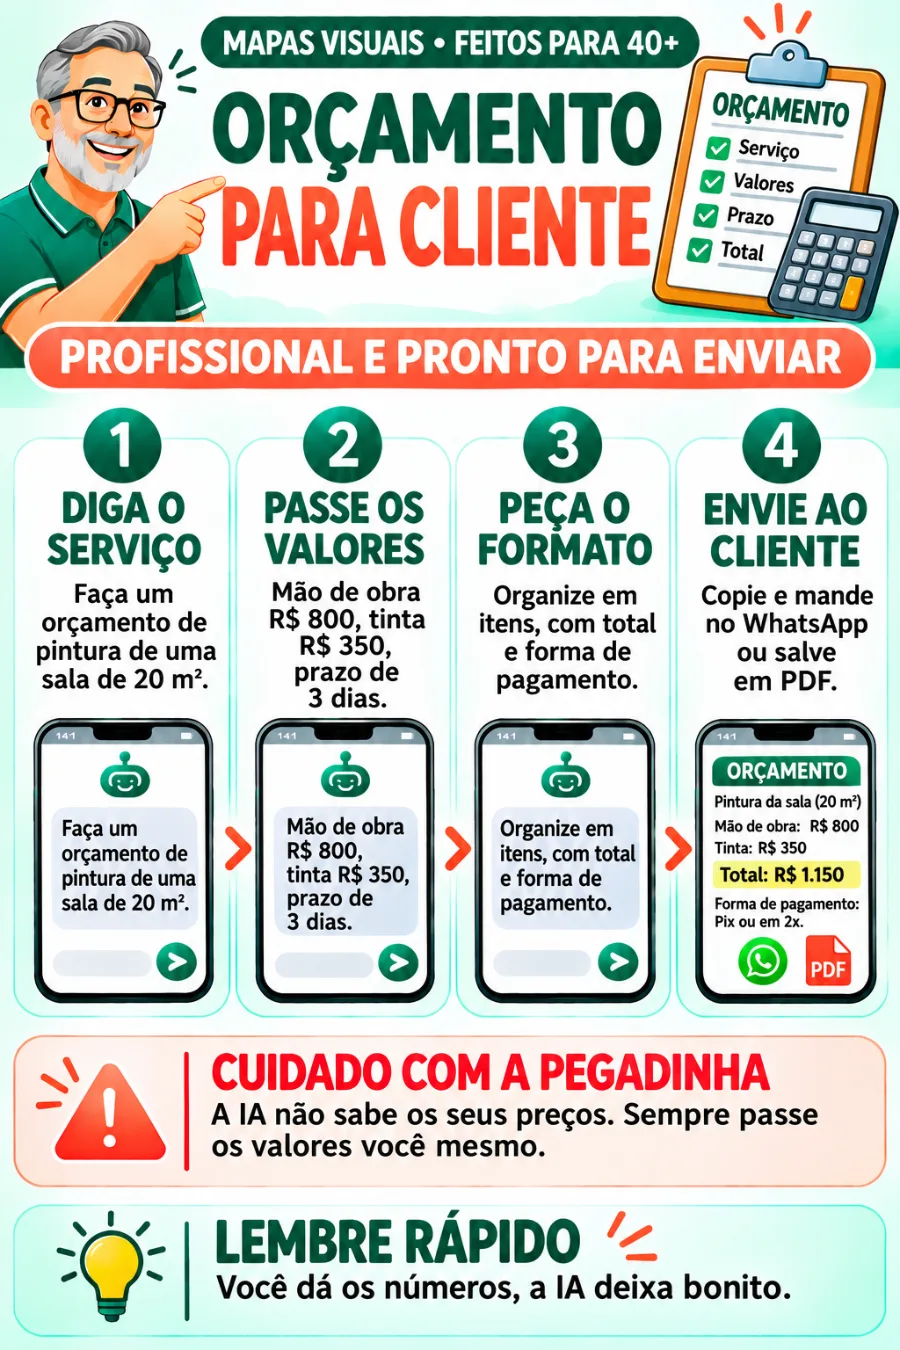 MAPAS VISUAIS • FEITOS PARA 40+
ORÇAMENTO
PARA CLIENTE
ORÇAMENTO
Serviço
Valores
Prazo
Total
PROFISSIONAL E PRONTO PARA ENVIAR
1
DIGA O
SERVIÇO
Faça um
orçamento de
pintura de uma
sala de 20 m².
141
Faça um
orçamento de
pintura de uma
sala de 20 m².
2
PASSE OS
VALORES
Mão de obra
R$ 800, tinta
R$ 350,
prazo de
3 dias.
141
Mão de obra
R$ 800,
tinta R$ 350,
prazo de
3 dias.
3
PEÇA O
FORMATO
Organize em
itens, com total
e forma de
pagamento.
141
Organize em
itens, com total
e forma de
pagamento.
4
ENVIE AO
CLIENTE
Copie e mande
no WhatsApp
ou salve
em PDF.
141
ORÇAMENTO
Pintura da sala (20 m²)
Mão de obra: R$ 800
Tinta: R$ 350
Total: R$ 1.150
Forma de pagamento:
Pix ou em 2x.
PDF
CUIDADO COM A PEGADINHA
A IA não sabe os seus preços. Sempre passe
os valores você mesmo.
LEMBRE RÁPIDO
Você dá os números, a IA deixa bonito.